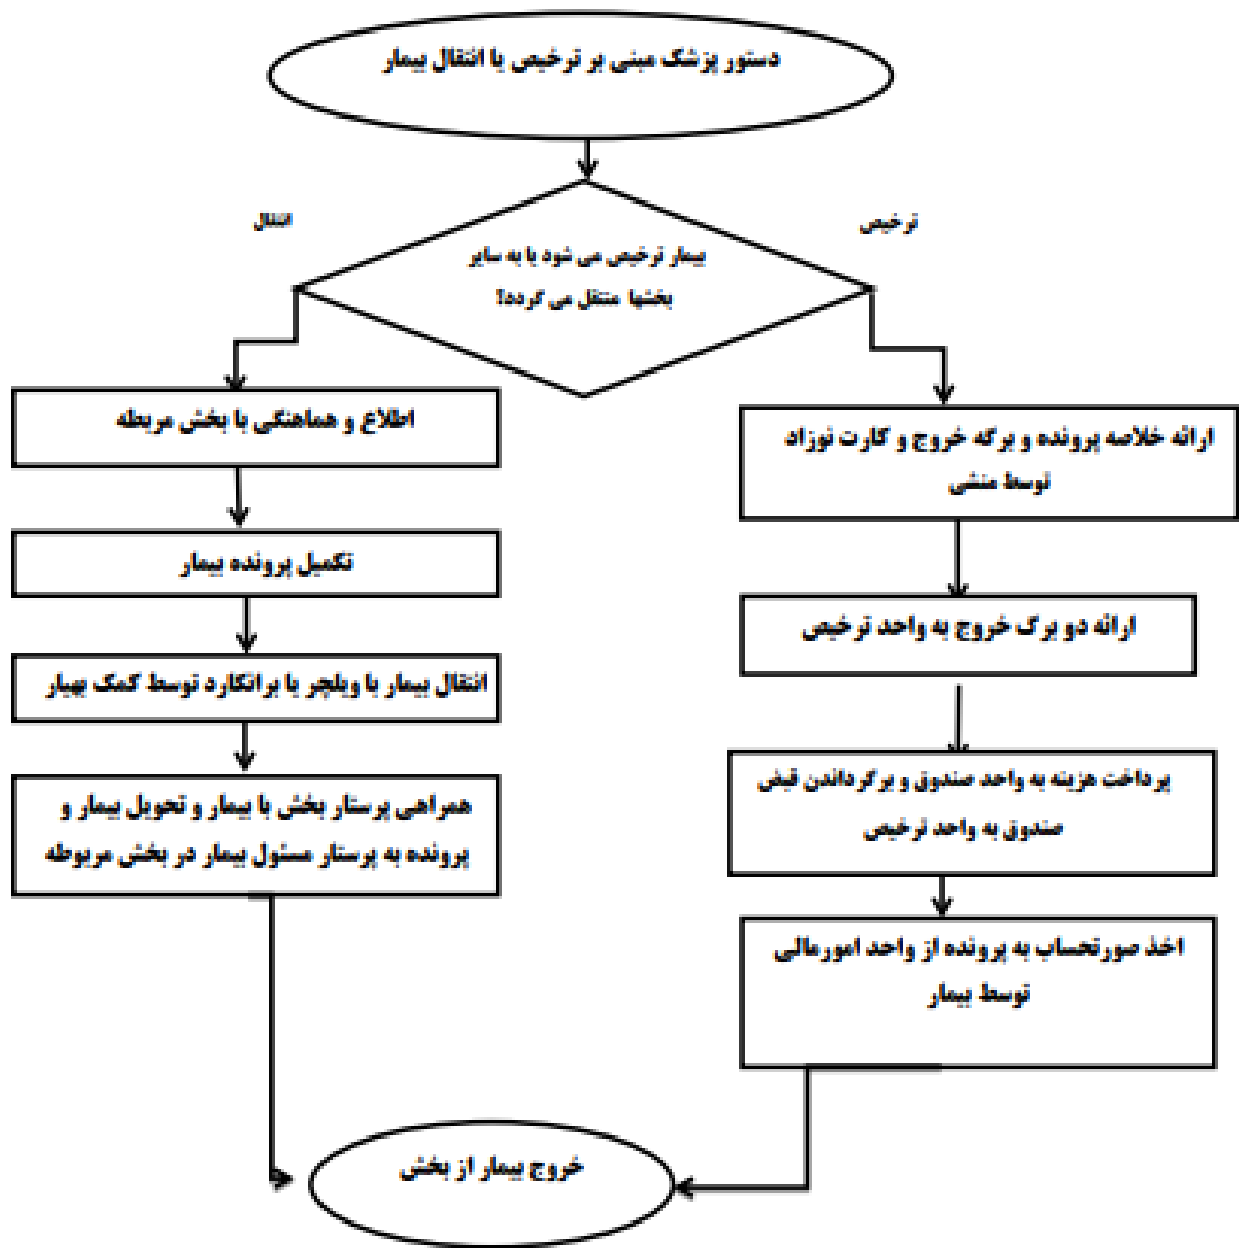 دستور پزشک مبنی بر ترخیص یا انتقال بیمار
ترخیص
انتقال
بیمار ترخیص می شود یا به سایر
بخشها منتقل می گردد؟
ارائه خلاصه پرونده و برگه خروج و کارت نوزاد
توسط منشی
ارائه دو برگ خروج به واحد ترخیص
پرداخت هزینه به واحد صندوق و برگرداندن قبض
صندوق به واحد ترخیص
اخذ صورتحساب به پرونده از واحد امورمالی
توسط بیمار
اطلاع و هماهنگی با بخش مربطه
تکمیل پرونده بیمار
انتقال بیمار با ویلچر یا برانکارد توسط کمک بهیار
همراهی پرستار بخش با بیمار و تحویل بیمار و
پرونده به پرستار مسئول بیمار در بخش مربوطه
خروج بیمار از بخش